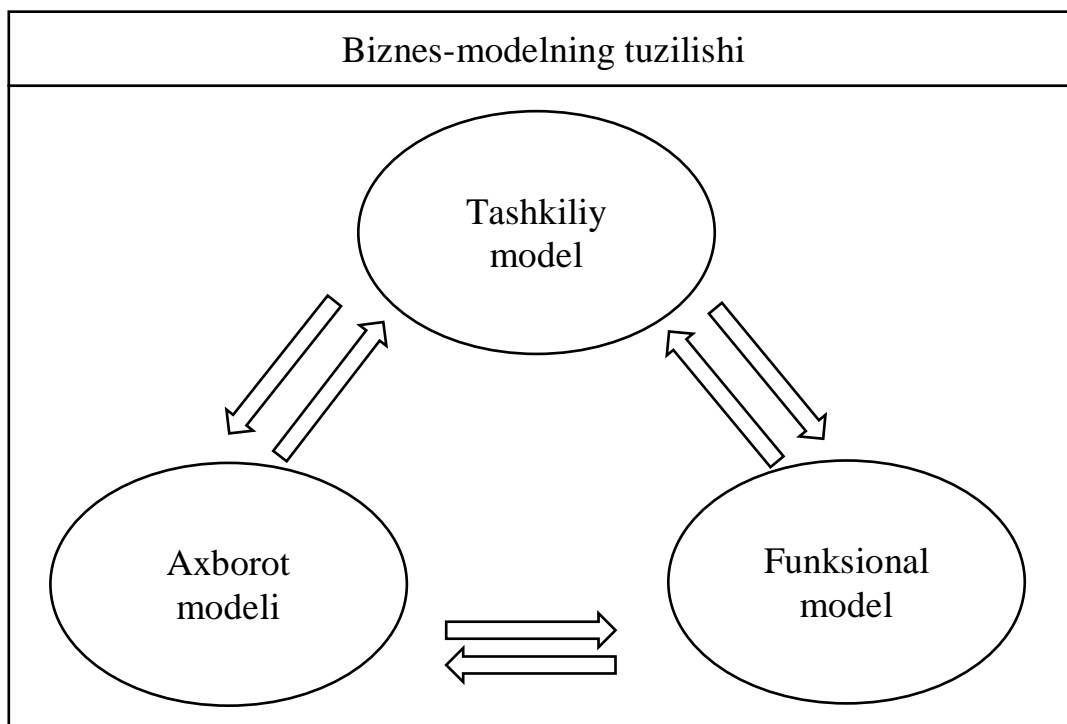 Biznes-modelning tuzilishi
Tashkiliy
model
Axborot
modeli
Funksional
model